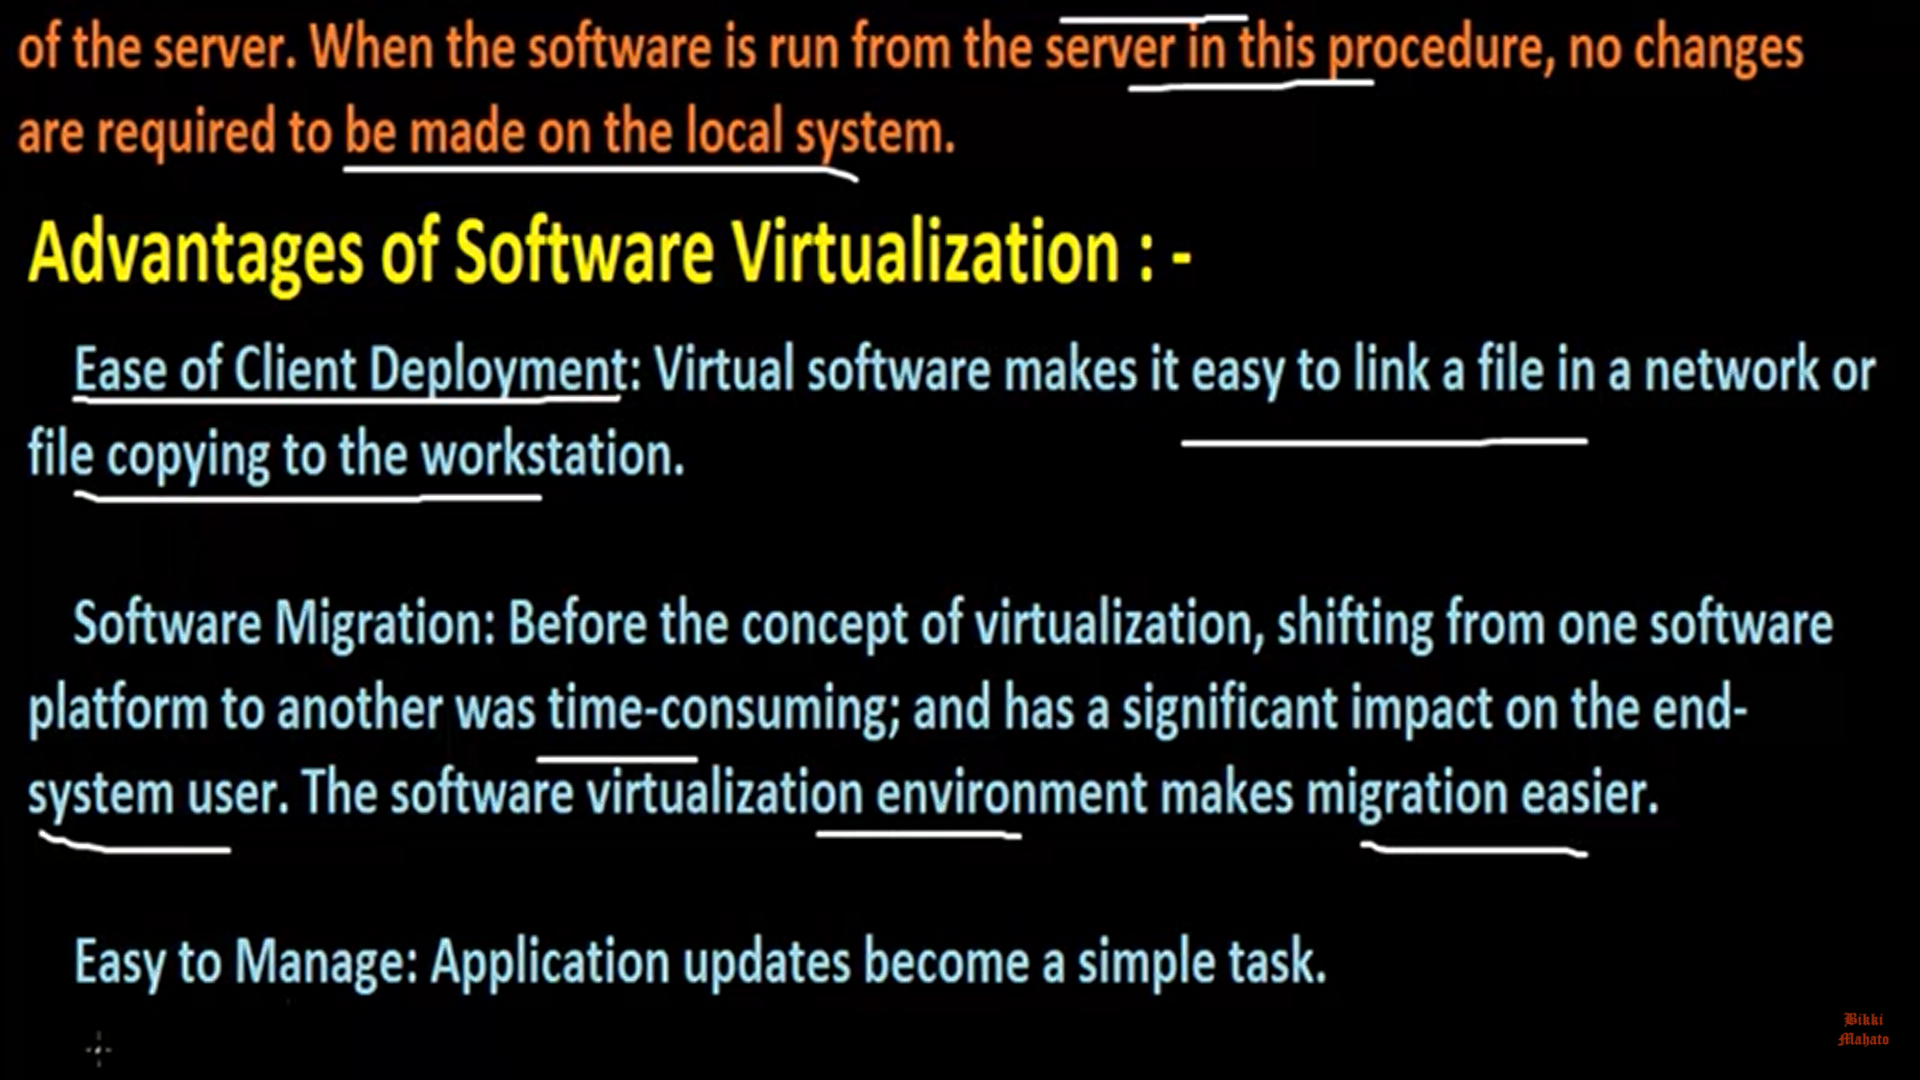 of the server. When the software is run from the server in this procedure, no changes
are required to be made on the local system.
Advantages of Software Virtualization : -
Ease of Client Deployment: Virtual software makes it easy to link a file in a network or
file copying to the workstation.
Software Migration: Before the concept of virtualization, shifting from one software
platform to another was time-consuming; and has a significant impact on the end-
system user. The software virtualization environment makes migration easier.
Easy to Manage: Application updates become a simple task.
Bikki
Mahato